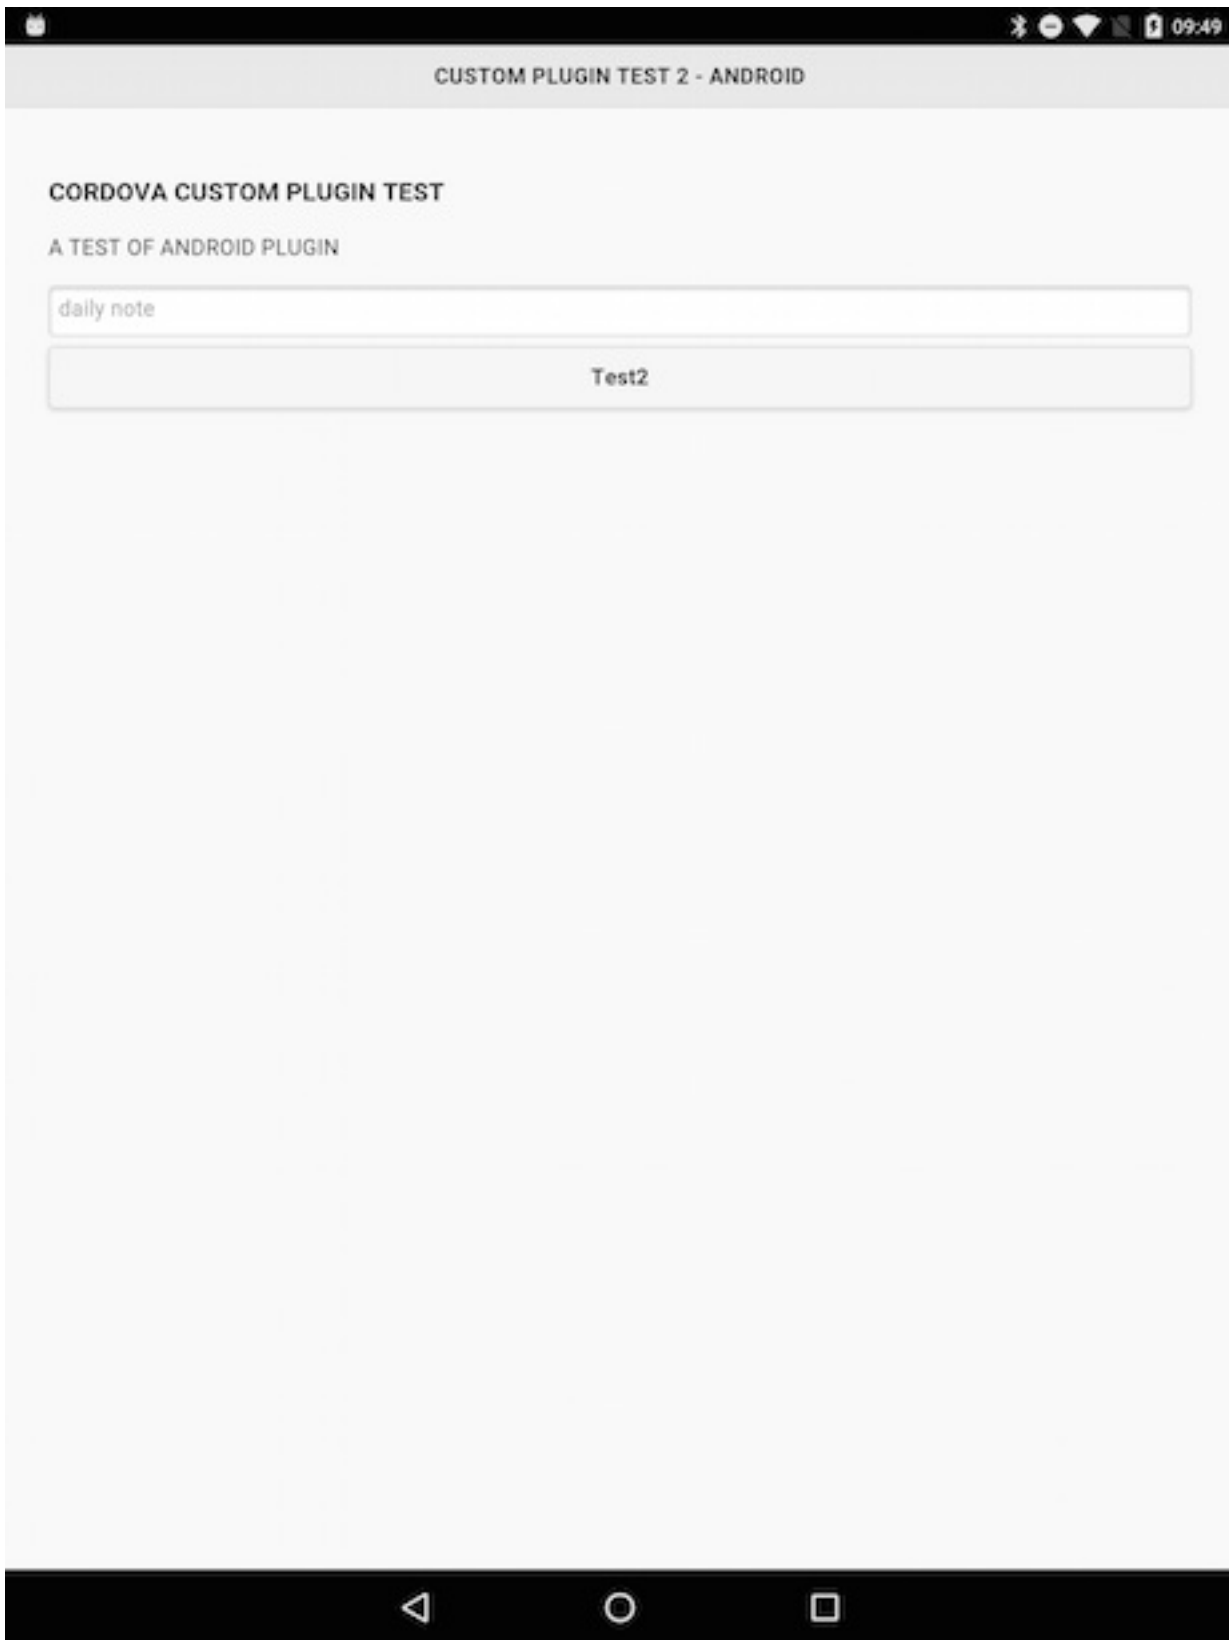 09:49
CUSTOM PLUGIN TEST 2 - ANDROID
CORDOVA CUSTOM PLUGIN TEST
A TEST OF ANDROID PLUGIN
daily note
Test2